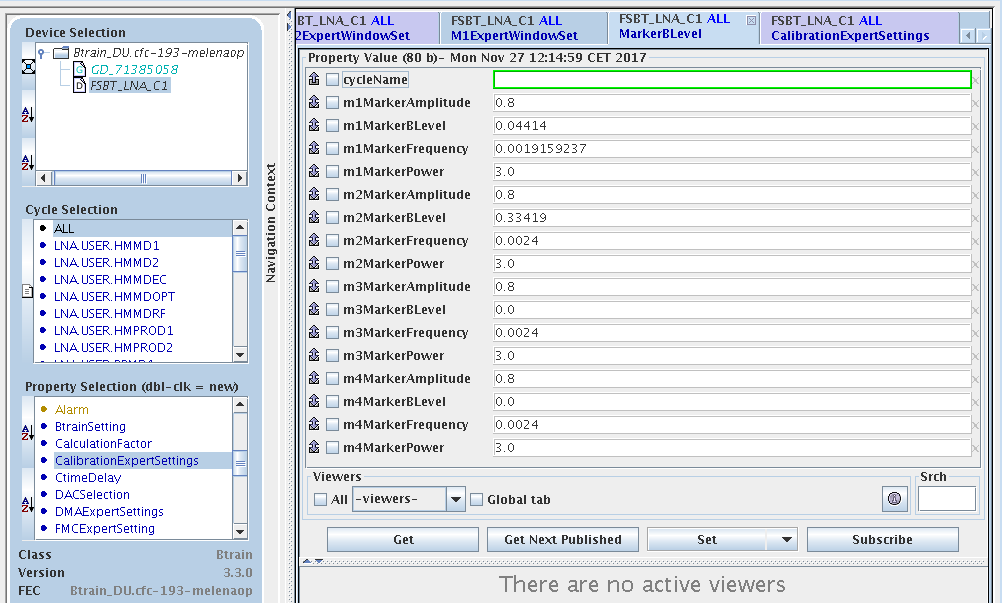 Device Selection
Btrain_DU.cfc-193-melenaop
GD_71385058
FSBT_LNA_C1
Cycle Selection
ALL
LNA.USER.HMMD1
LNA.USER.HMMD2
LNA.USER.HMMDEC
LNA.USER.HMMDOPT
LNA.USER.HMMDRF
LNA.USER.HMPROD1
LNA.USER.HMPROD2
Property Selection (dbl-clk = new)
Alarm
BtrainSetting
CalculationFactor
CalibrationExpertSettings
CtimeDelay
DACSelection
DMAExpertSettings
FMCExpertSetting
Class Btrain
Version 3.3.0
FEC Btrain_DU.cfc-193-melenaop
Navigation Context
BT_LNA_C1 ALL
2ExpertWindowSet
FSBT_LNA_C1 ALL
M1ExpertWindowSet
FSBT_LNA_C1 ALL
MarkerBLevel
FSBT_LNA_C1 ALL
CalibrationExpertSettings
Property Value (80 b)- Mon Nov 27 12:14:59 CET 2017
cycleName
m1MarkerAmplitude 0.8
m1MarkerBLevel 0.04414
m1MarkerFrequency 0.0019159237
m1MarkerPower 3.0
m2MarkerAmplitude 0.8
m2MarkerBLevel 0.33419
m2MarkerFrequency 0.0024
m2MarkerPower 3.0
m3MarkerAmplitude 0.8
m3MarkerBLevel 0.0
m3MarkerFrequency 0.0024
m3MarkerPower 3.0
m4MarkerAmplitude 0.8
m4MarkerBLevel 0.0
m4MarkerFrequency 0.0024
m4MarkerPower 3.0
Viewers
All -viewers- Global tab
Srch
Get Get Next Published Set Subscribe
There are no active viewers